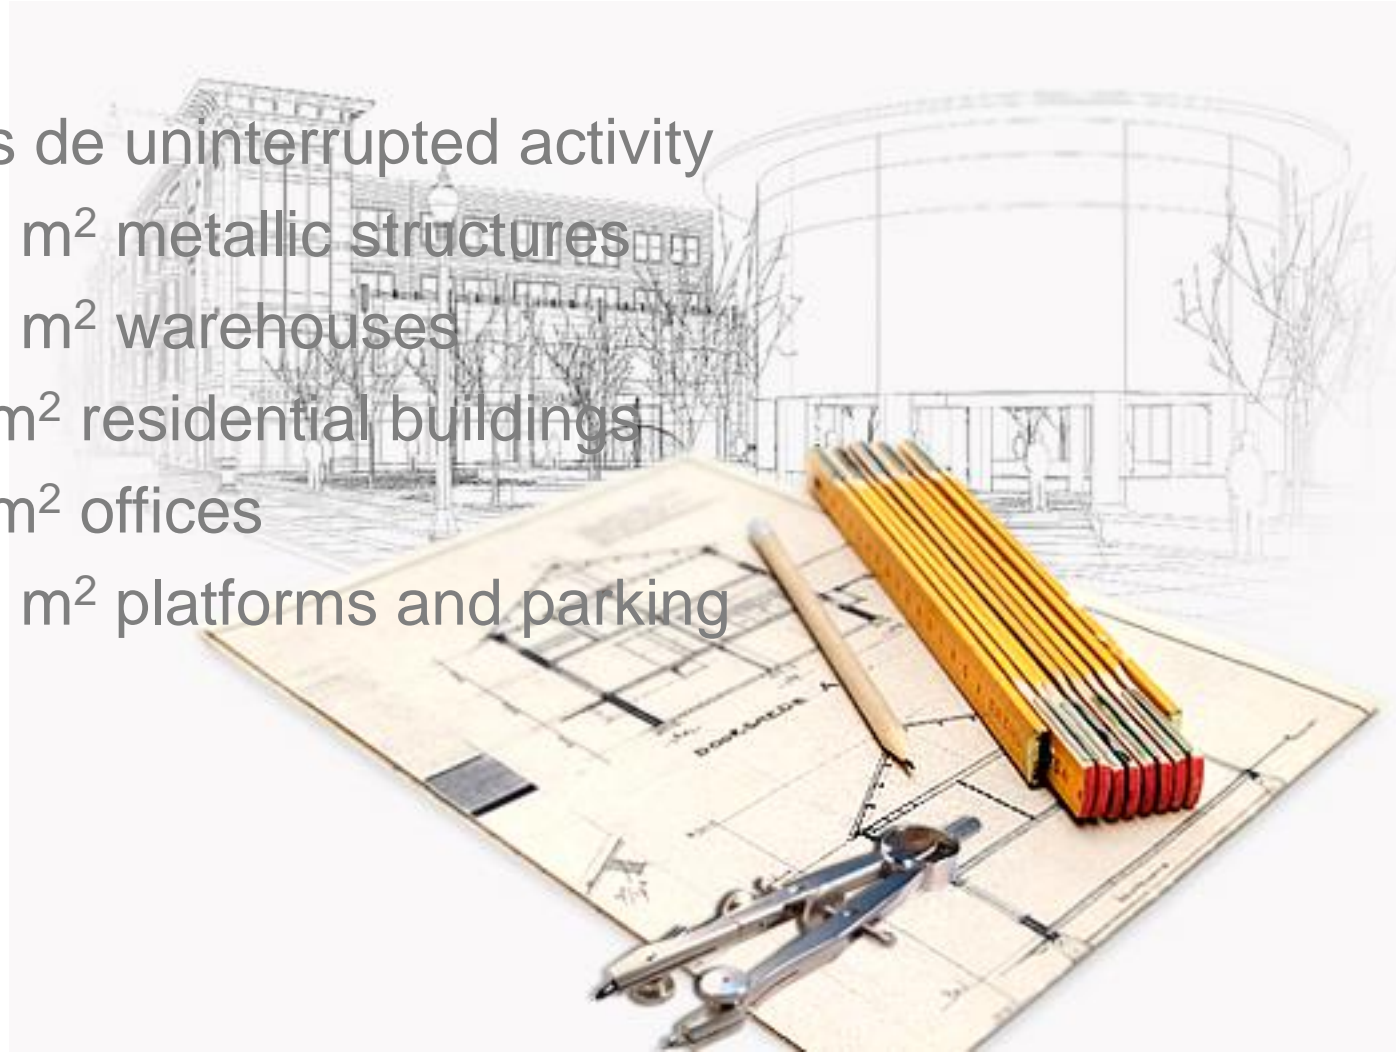 s de uninterrupted activity
m² metallic structures
m² warehouses
m² residential buildings
m² offices
m² platforms and parking